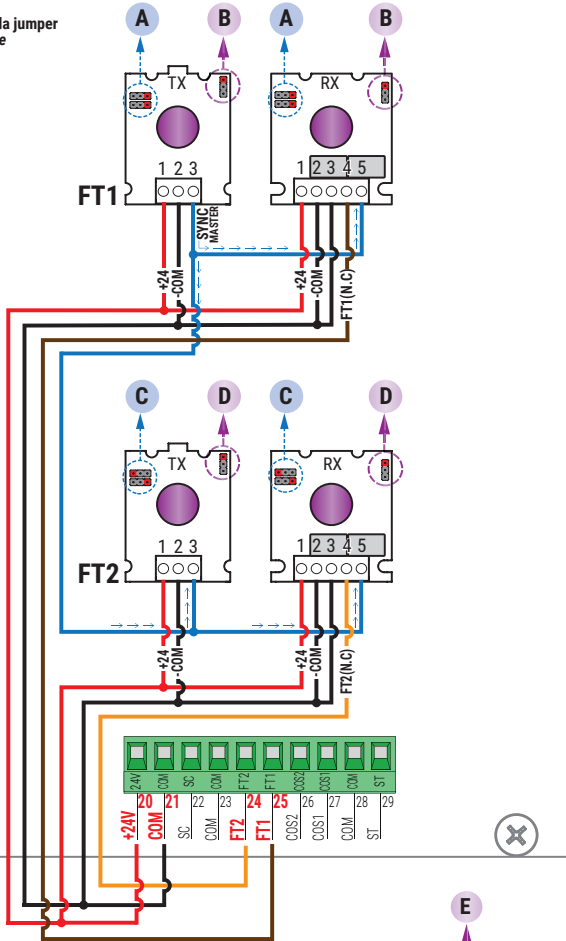 la jumper
e
A
B
A
B
TX
RX
1 2 3
1 2 3 4 5
FT1
SYNC
MASTER
+24
-COM
+24
-COM
FT1(N.C)
C
D
C
D
TX
RX
1 2 3
1 2 3 4 5
FT2
+24
-COM
+24
-COM
FT2(N.C)
24V COM SC COM FT2 FT1 COS2 COS1 COM ST
20 21 22 23 24 25 26 27 28 29
+24V COM SC COM FT2 FT1 COS2 COS1 COM ST
E